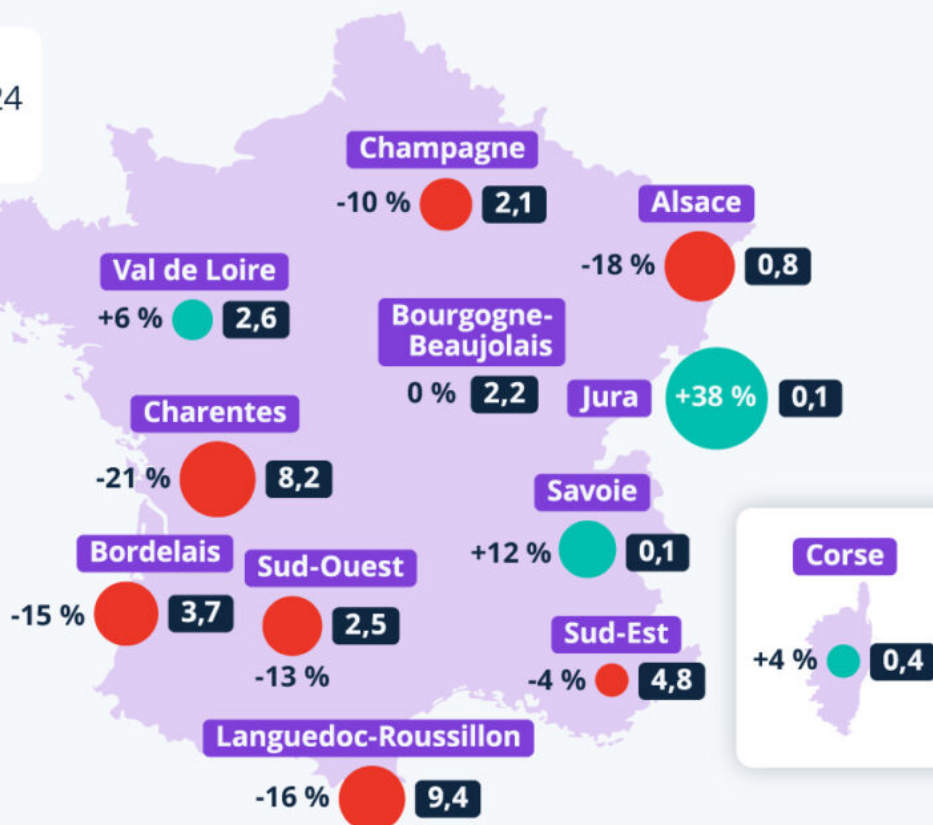 24
Champagne
-10 % 2,1
Alsace
-18 % 0,8
Val de Loire
+6 % 2,6
Bourgogne-
Beaujolais
0 % 2,2
Jura +38 % 0,1
Charentes
-21 % 8,2
Savoie
+12 % 0,1
Bordelais
-15 % 3,7
Sud-Ouest
2,5
-13 %
Corse
+4 % 0,4
Sud-Est
-4 % 4,8
Languedoc-Roussillon
-16 % 9,4